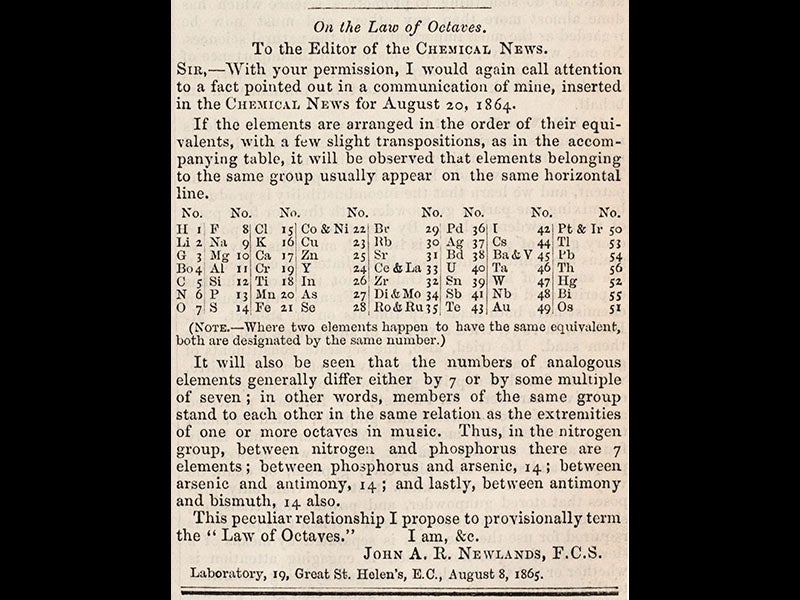 On the Law of Octaves.
To the Editor of the CHEMICAL NEWS.
SIR,—With your permission, I would again call attention
to a fact pointed out in a communication of mine, inserted
in the CHEMICAL NEWS for August 20, 1864.
If the elements are arranged in the order of their equi-
valents, with a few slight transpositions, as in the accom-
panying table, it will be observed that elements belonging
to the same group usually appear on the same horizontal
line.
No. No. No. No. No. No. No. No.
H 1 F 8 Cl 15 Co & Ni 22 Br 29 Pd 36 I 42 Pt & Ir 50
Li 2 Na 9 K 16 Cu 23 Rb 30 Ag 37 Cs 44 Tl 53
G 3 Mg 10 Ca 17 Zn 25 Sr 31 Bd 38 Ba & V 45 Pb 54
Bo 4 Al 11 Cr 19 Y 24 Ce & La 33 U 40 Ta 46 Th 56
C 5 Si 12 Ti 18 In 26 Zr 32 Sn 39 W 47 Hg 52
N 6 P 13 Mn 20 As 27 Di & Mo 34 Sb 41 Nb 48 Bi 55
O 7 S 14 Fe 21 Se 28 Ro & Ru 35 Te 43 Au 49 Os 51
(NOTE.—Where two elements happen to have the same equivalent,
both are designated by the same number.)
It will also be seen that the numbers of analogous
elements generally differ either by 7 or by some multiple
of seven; in other words, members of the same group
stand to each other in the same relation as the extremities
of one or more octaves in music. Thus, in the nitrogen
group, between nitrogen and phosphorus there are 7
elements; between phosphorus and arsenic, 14; between
arsenic and antimony, 14; and lastly, between antimony
and bismuth, 14 also.
This peculiar relationship I propose to provisionally term
the "Law of Octaves." I am, &c.
JOHN A. R. NEWLANDS, F.C.S.
Laboratory, 19, Great St. Helen's, E.C., August 8, 1865.